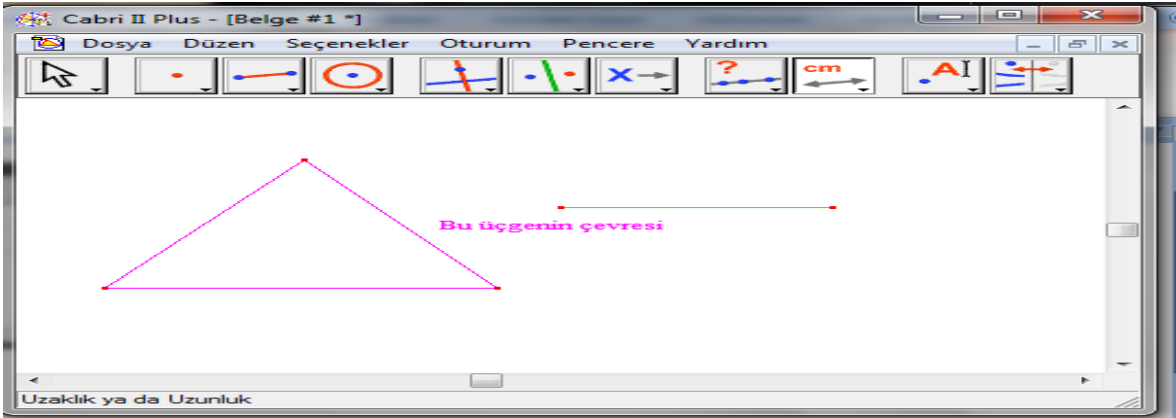 Cabri II Plus - [Belge #1 *]
Dosya Düzen Seçenekler Oturum Pencere Yardım
X ? cm A
Bu üçgenin çevresi
Uzaklık ya da Uzunluk